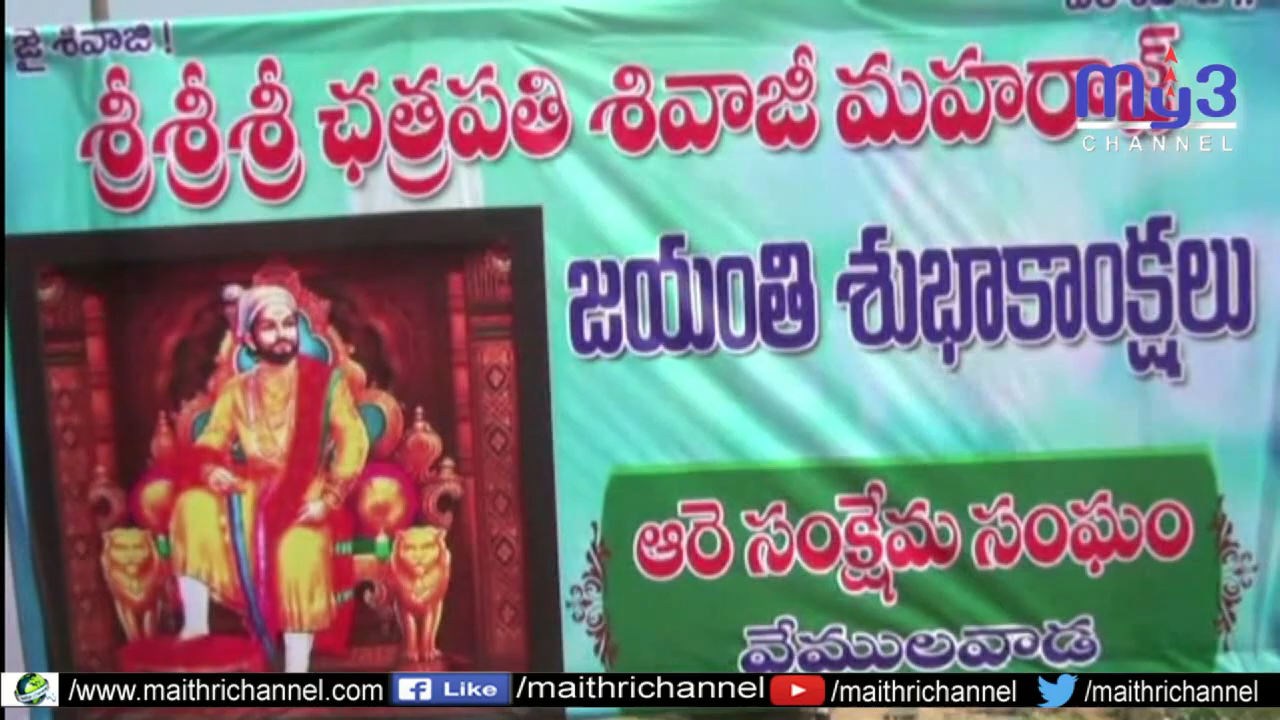 జై శివాజి !
శ్రీశ్రీశ్రీ ఛత్రపతి శివాజీ మహరాజ్
my3
CHANNEL
జయంతి శుభాకాంక్షలు
ఆరె సంక్షేమ సంఘం
వేములవాడ
/www.maithrichannel.com Like /maithrichannel /maithrichannel /maithrichannel